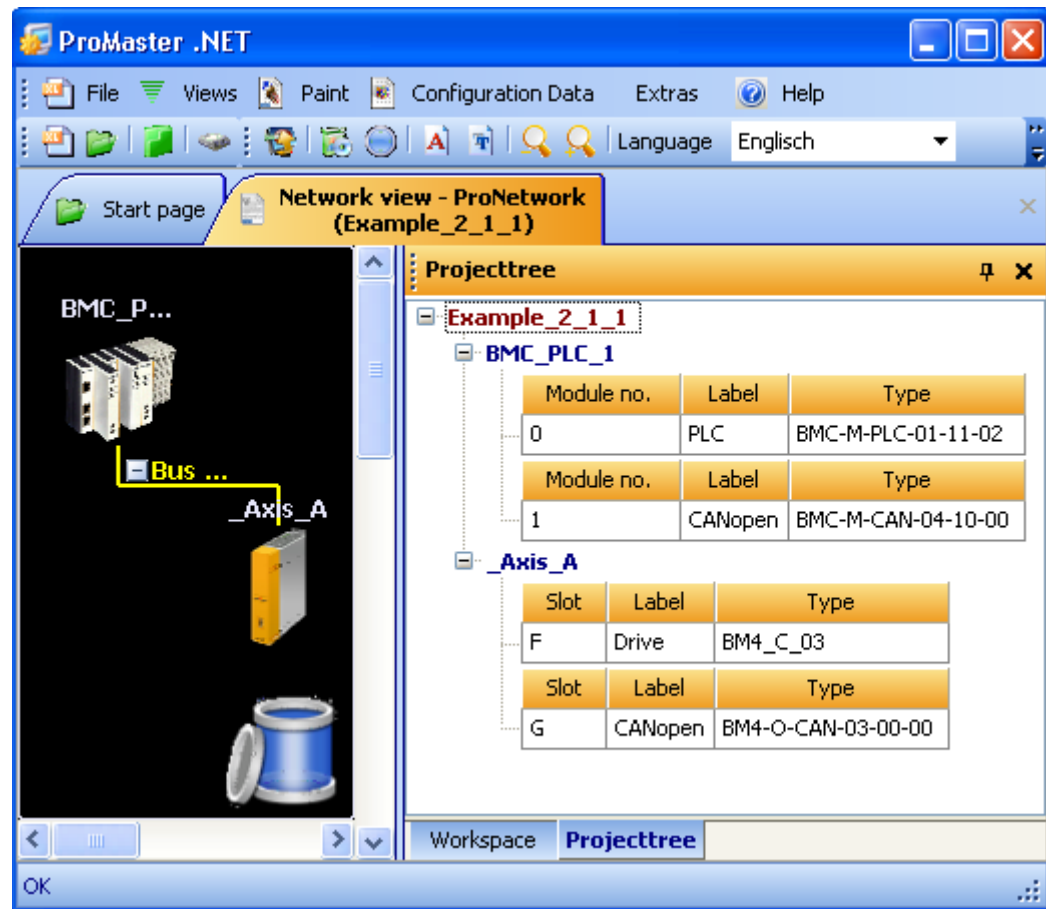 ProMaster .NET
File Views Paint Configuration Data Extras Help
Language Englisch
Start page
Network view - ProNetwork
(Example_2_1_1)
BMC_P...
Bus ...
_Axis_A
Projecttree
Example_2_1_1
BMC_PLC_1
Module no. Label Type
0 PLC BMC-M-PLC-01-11-02
Module no. Label Type
1 CANopen BMC-M-CAN-04-10-00
_Axis_A
Slot Label Type
F Drive BM4_C_03
Slot Label Type
G CANopen BM4-O-CAN-03-00-00
Workspace Projecttree
OK